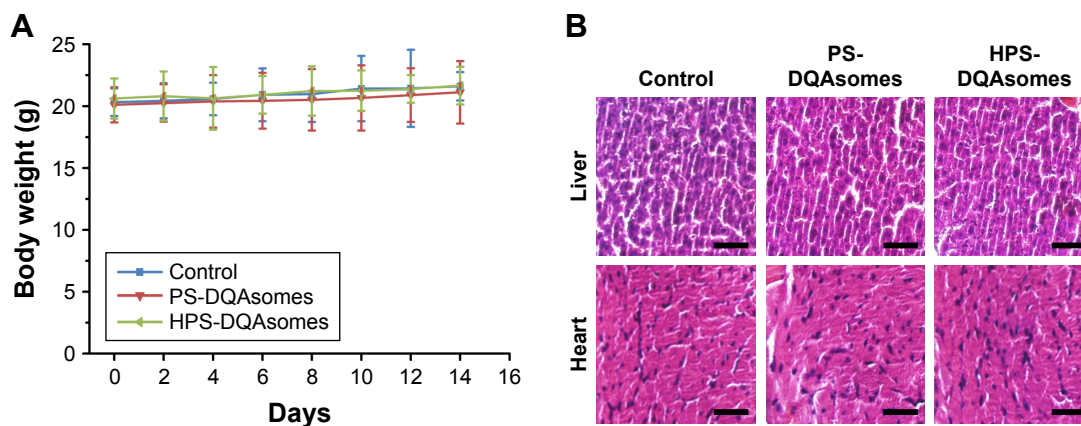 A
25
20
15
10
5
0
Body weight (g)
Control
PS-DQAsomes
HPS-DQAsomes
0 2 4 6 8 10 12 14 16
Days
B
Control
PS-
DQAsomes
HPS-
DQAsomes
Liver
Heart